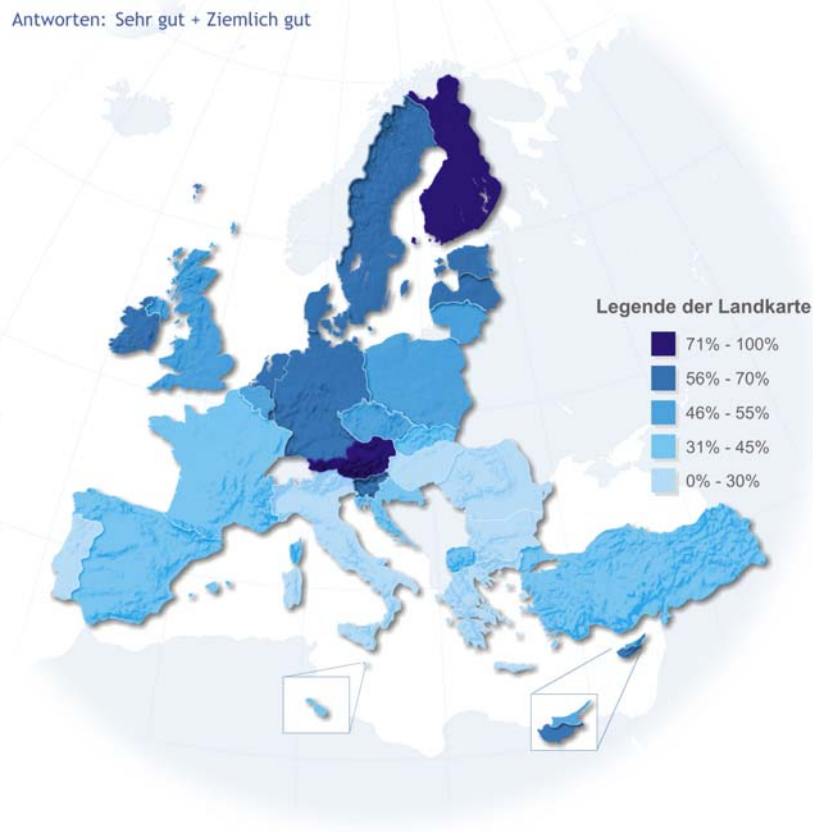 Antworten: Sehr gut + Ziemlich gut
Legende der Landkarte
71% - 100%
56% - 70%
46% - 55%
31% - 45%
0% - 30%